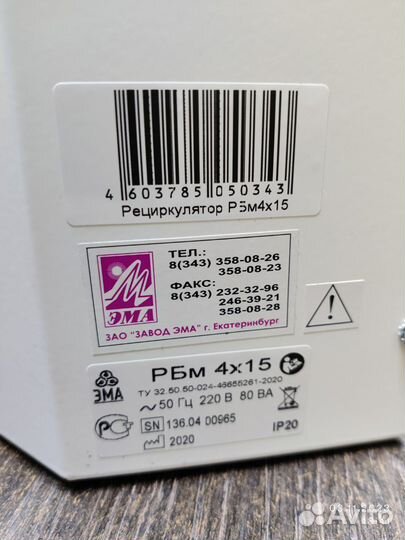 4 603785 050343
Рециркулятор РБм4х15
ТЕЛ.:
8(343) 358-08-26
358-08-23
ФАКС:
8(343) 232-32-96
246-39-21
358-08-28
ЭМА
ЗАО "ЗАВОД ЭМА" г. Екатеринбург
РБм 4х15
ЭМА
ТУ 32.50.50-024-46655261-2020
~ 50 Гц 220 В 80 ВА
SN 136.04 00965
2020
IP20
Avito